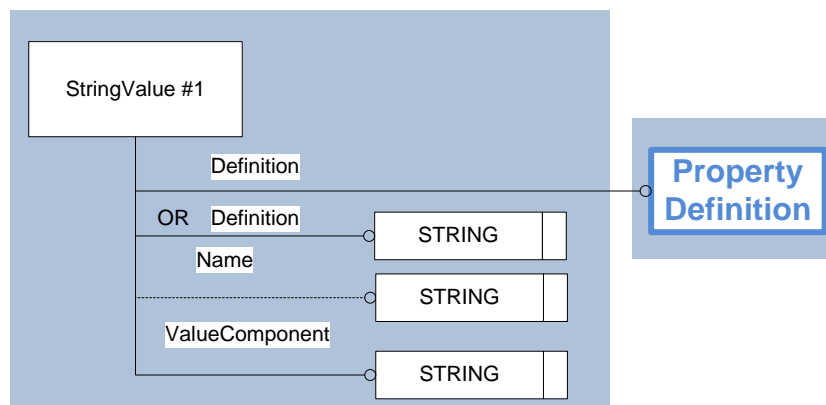 StringValue #1
Definition
Property
Definition
OR Definition
STRING
Name
STRING
ValueComponent
STRING